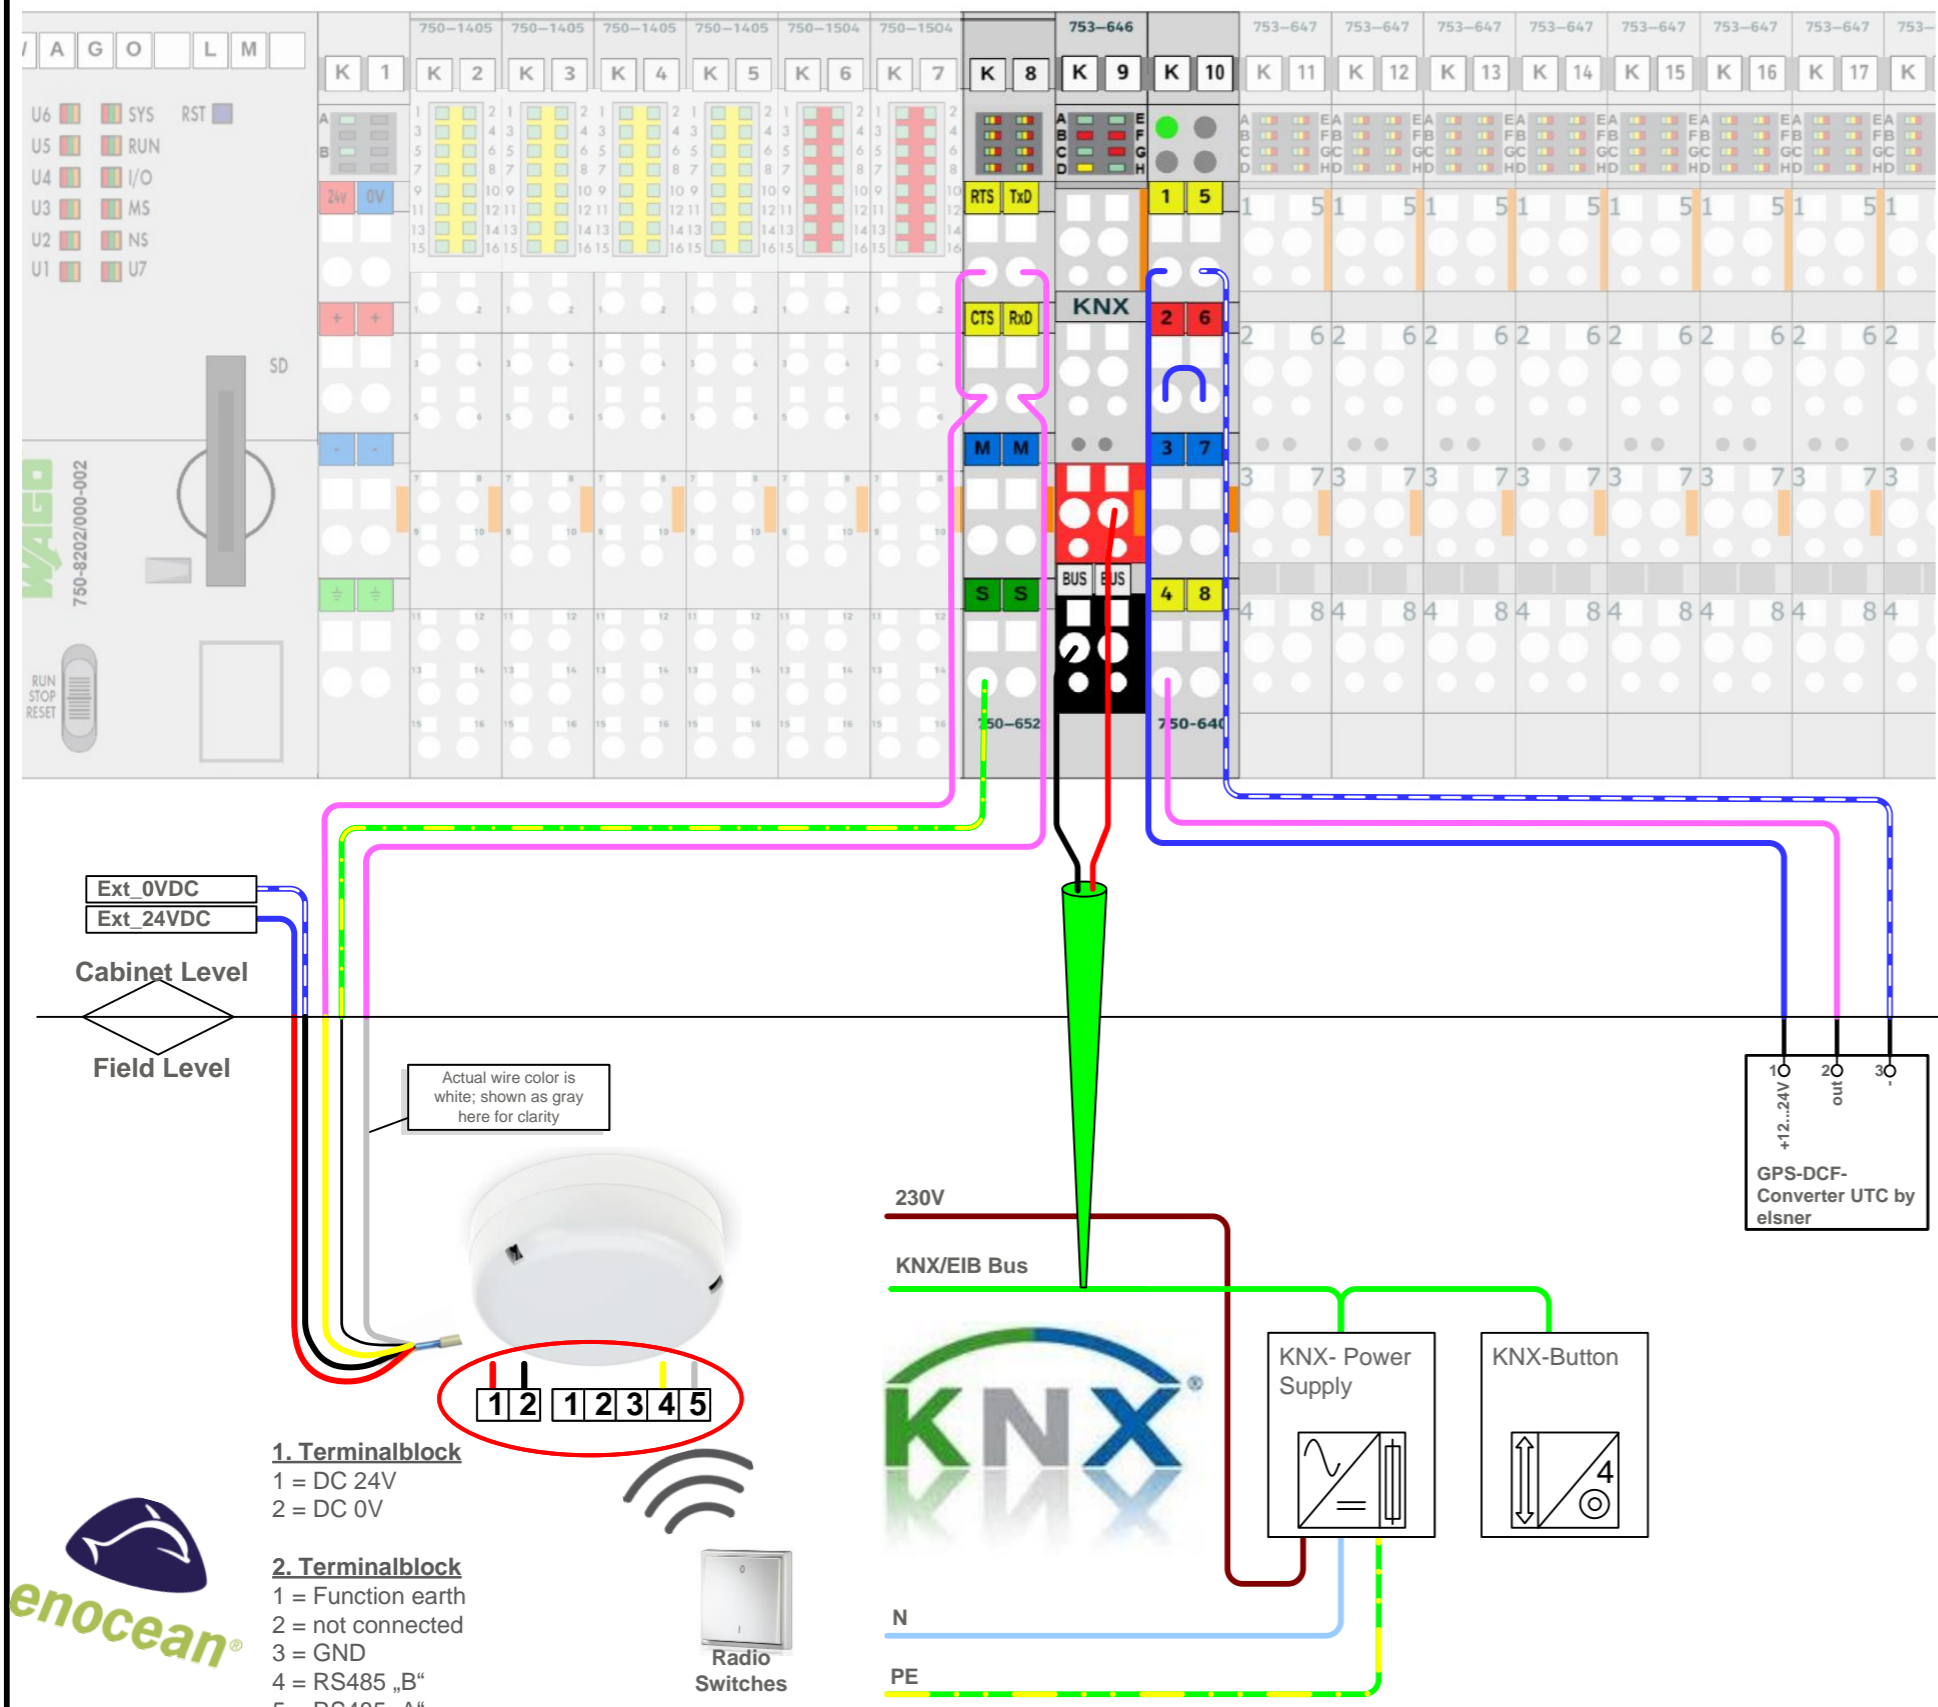 750-1405 750-1405 750-1405 750-1405 750-1504 750-1504 753-646 753-647 753-647 753-647 753-647 753-647 753-647 753-647 753-
W A G O L M
K 1 K 2 K 3 K 4 K 5 K 6 K 7 K 8 K 9 K 10 K 11 K 12 K 13 K 14 K 15 K 16 K 17 K
U6 SYS RST
U5 RUN
U4 I/O
U3 MS
U2 NS
U1 U7
24V 0V
RTS TxD
1 5
KNX
+ +
CTS RxD
2 6
SD
- -
M M
3 7
WAGO
750-8202/000-002
BUS BUS
S S
4 8
RUN
STOP
RESET
750-652
750-640
Ext_0VDC
Ext_24VDC
Cabinet Level
Field Level
Actual wire color is
white; shown as gray
here for clarity
1 2 3
+12...24V out -
GPS-DCF-
Converter UTC by
elsner
230V
KNX/EIB Bus
KNX®
KNX- Power
Supply
KNX-Button
4
1 2 1 2 3 4 5
1. Terminalblock
1 = DC 24V
2 = DC 0V
2. Terminalblock
1 = Function earth
2 = not connected
3 = GND
4 = RS485 „B“
5 = RS485 „A“
enocean®
Radio
Switches
N
PE